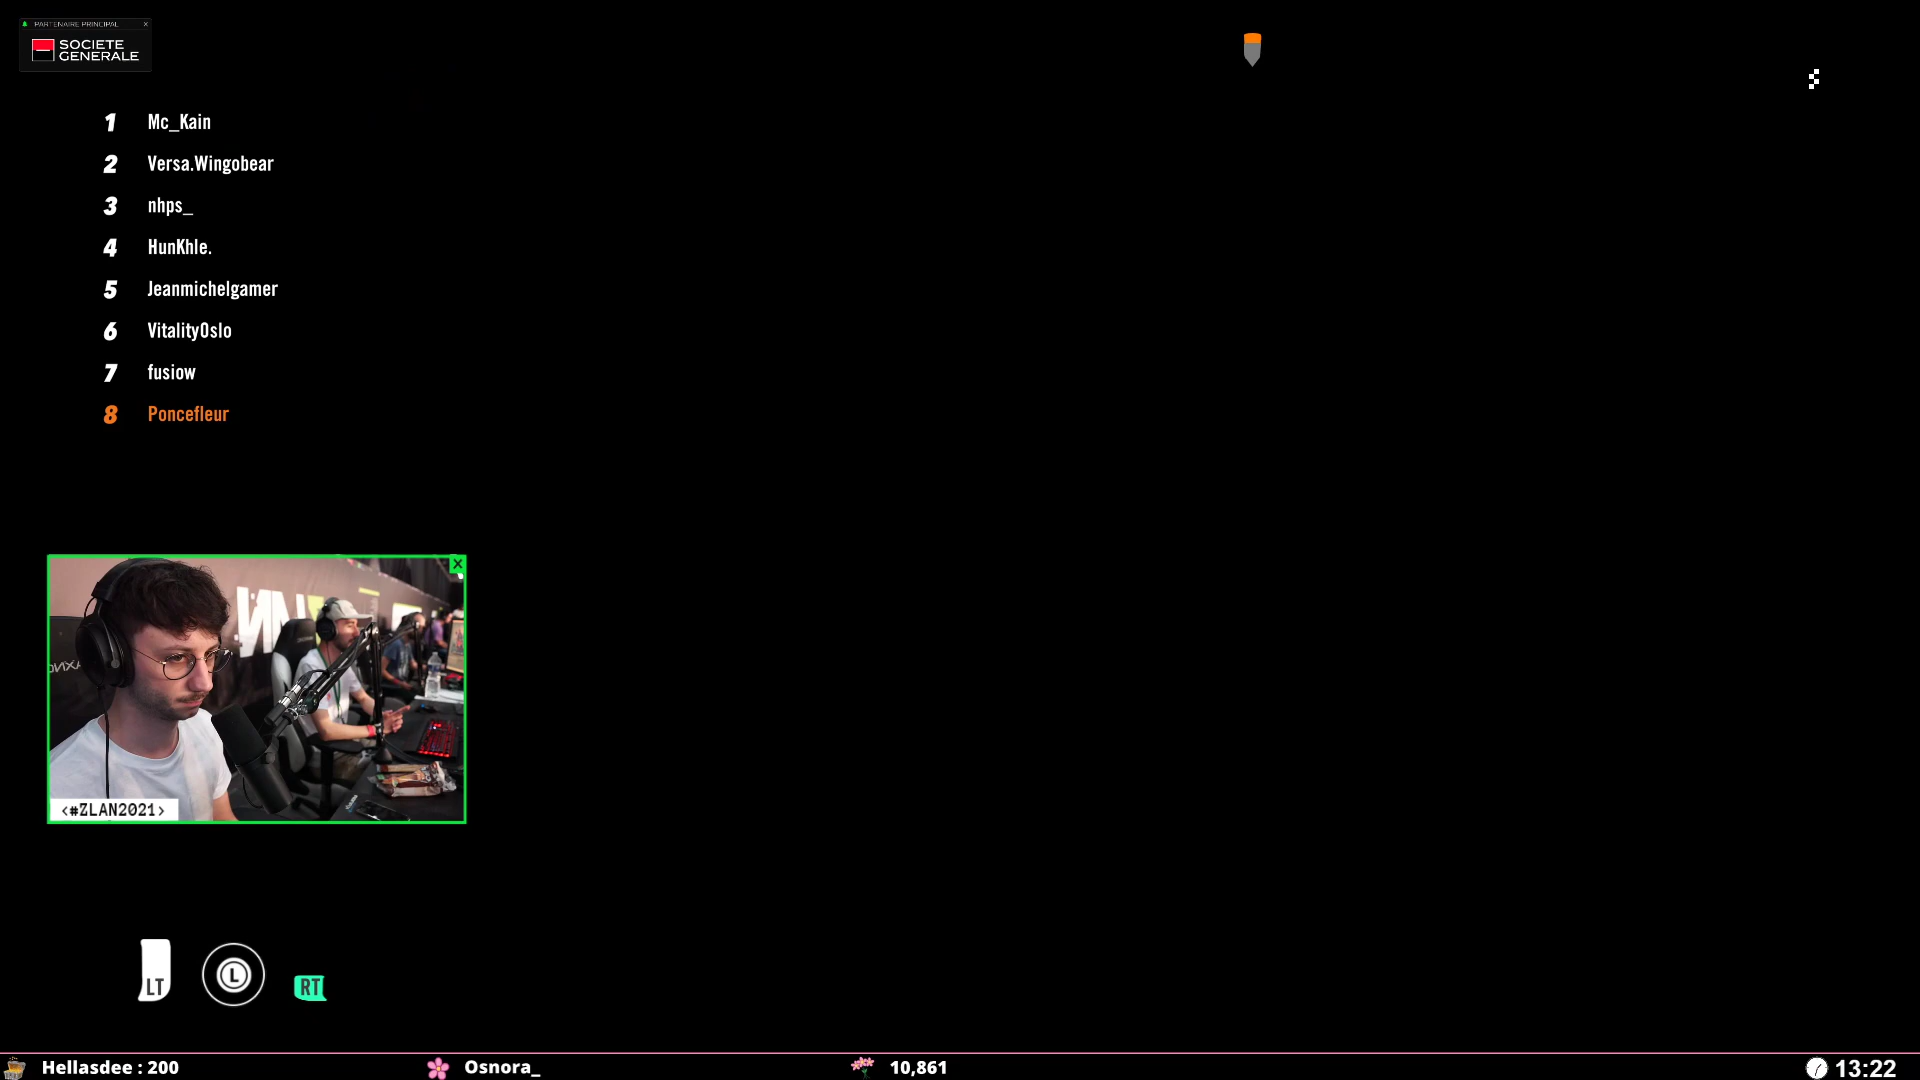 PARTENAIRE PRINCIPAL
SOCIETE
GENERALE
1 Mc_Kain
2 Versa.Wingobear
3 nhps_
4 HunKhle.
5 Jeanmichelgamer
6 VitalityOslo
7 fusiow
8 Poncefleur
X
<#ZLAN2021>
LT
L
RT
Hellasdee : 200
Osnora_
10,861
13:22